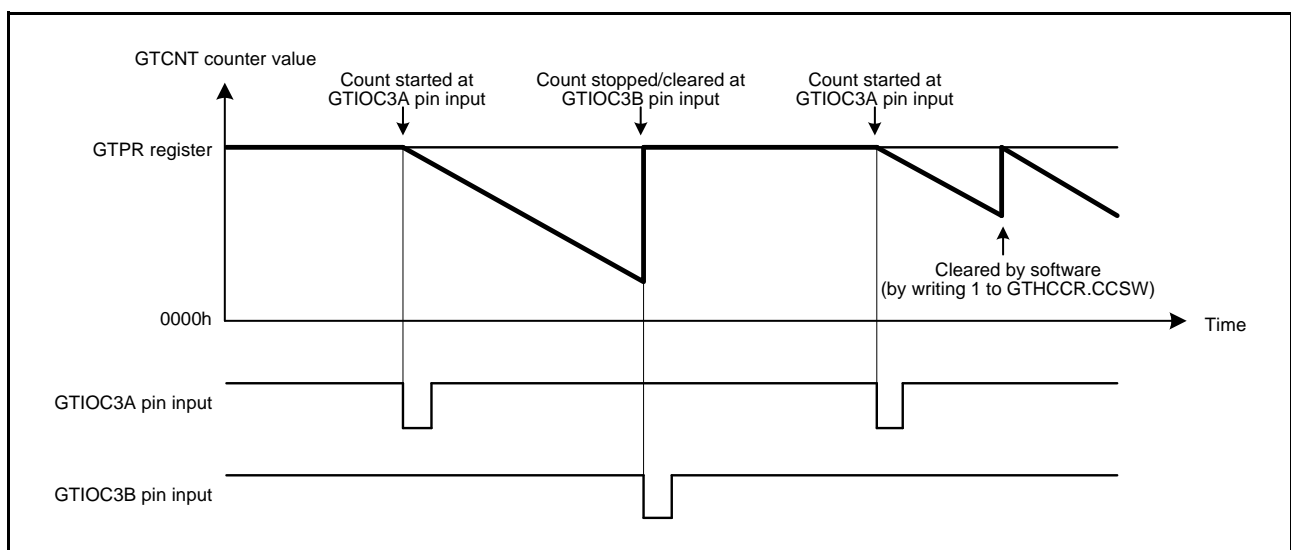 GTCNT counter value
Count started at
GTIOC3A pin input
Count stopped/cleared at
GTIOC3B pin input
Count started at
GTIOC3A pin input
GTPR register
Cleared by software
(by writing 1 to GTHCCR.CCSW)
0000h
Time
GTIOC3A pin input
GTIOC3B pin input